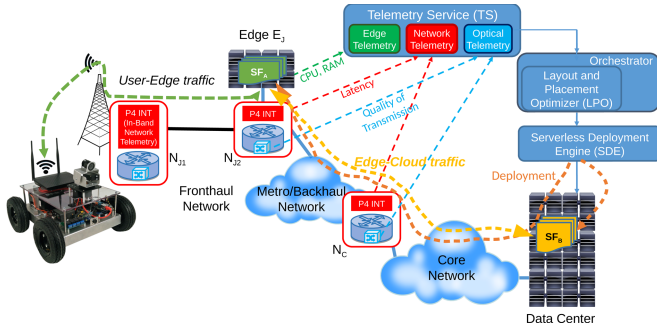 Telemetry Service (TS)
Edge
Telemetry
Network
Telemetry
Optical
Telemetry
Edge EJ
SFA
User-Edge traffic
CPU, RAM
Latency
Quality of
Transmission
Orchestrator
Layout and
Placement
Optimizer (LPO)
Serverless Deployment
Engine (SDE)
Deployment
P4 INT
(In-Band
Network
Telemetry)
NJ1
P4 INT
NJ2
Fronthaul
Network
Metro/Backhaul
Network
Edge-Cloud traffic
P4 INT
NC
Core
Network
SFB
Data Center